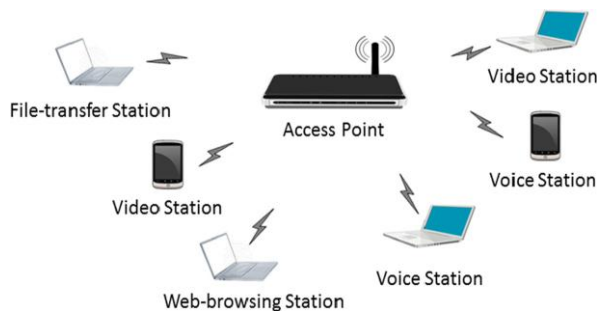 Video Station
File-transfer Station
Access Point
Voice Station
Video Station
Voice Station
Web-browsing Station